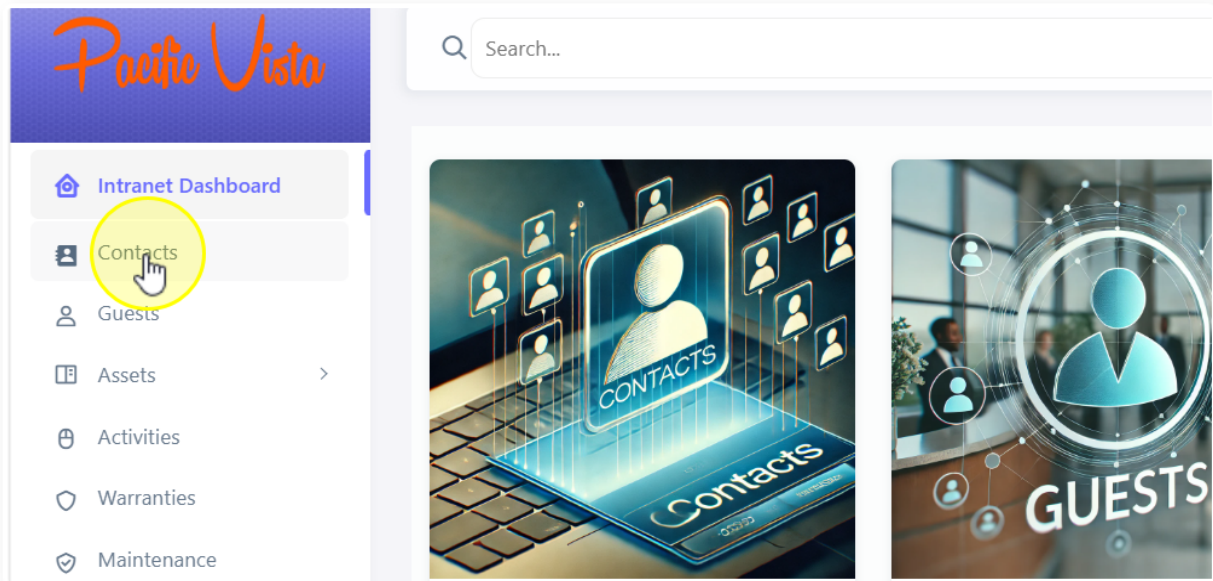 Pacific Vista
Search...
Intranet Dashboard
Contacts
Guests
Assets
Activities
Warranties
Maintenance
CONTACTS
Contacts
GUESTS